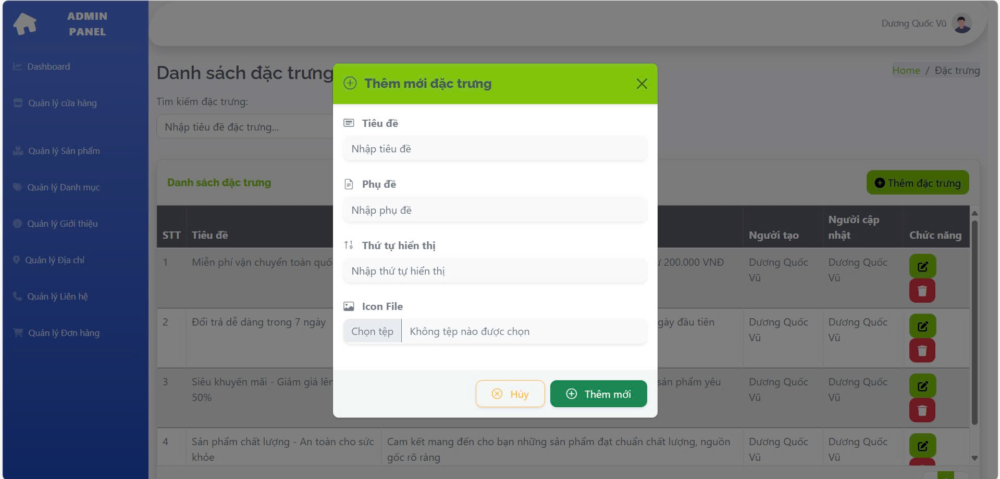 ADMIN
PANEL
Dashboard
Quản lý cửa hàng
Quản lý Sản phẩm
Quản lý Danh mục
Quản lý Giới thiệu
Quản lý Địa chỉ
Quản lý Liên hệ
Quản lý Đơn hàng
Dương Quốc Vũ
Danh sách đặc trưng
Home / Đặc trưng
Tìm kiếm đặc trưng:
Nhập tiêu đề đặc trưng...
Danh sách đặc trưng
Thêm đặc trưng
STT Tiêu đề Người tạo Người cập nhật Chức năng
1 Miễn phí vận chuyển toàn quố 200.000 VNĐ Dương Quốc Vũ Dương Quốc Vũ
2 Đổi trả dễ dàng trong 7 ngày gày đầu tiên Dương Quốc Vũ Dương Quốc Vũ
3 Siêu khuyến mãi - Giảm giá lên 50% sản phẩm yêu Dương Quốc Vũ Dương Quốc Vũ
4 Sản phẩm chất lượng - An toàn cho sức khỏe Cam kết mang đến cho bạn những sản phẩm đạt chuẩn chất lượng, nguồn gốc rõ ràng Dương Quốc Vũ Dương Quốc Vũ
Thêm mới đặc trưng
Tiêu đề
Nhập tiêu đề
Phụ đề
Nhập phụ đề
Thứ tự hiển thị
Nhập thứ tự hiển thị
Icon File
Chọn tệp Không tệp nào được chọn
Hủy
Thêm mới